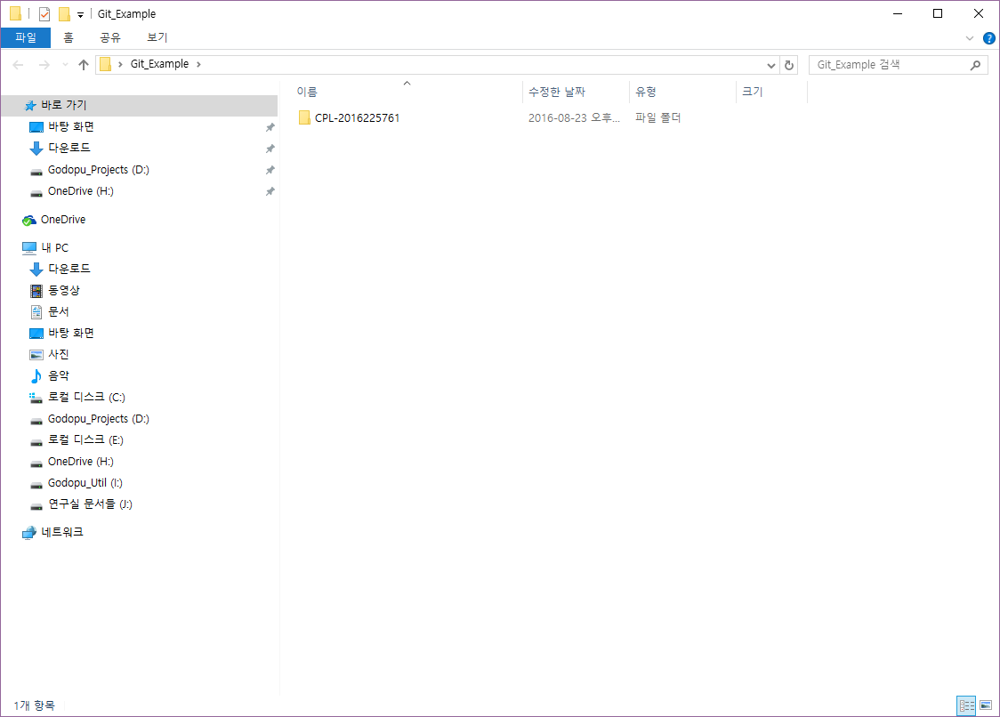 Git_Example
파일 홈 공유 보기
Git_Example
Git_Example 검색
이름 수정한 날짜 유형 크기
CPL-2016225761 2016-08-23 오후... 파일 폴더
바로 가기
바탕 화면
다운로드
Godopu_Projects (D:)
OneDrive (H:)
OneDrive
내 PC
다운로드
동영상
문서
바탕 화면
사진
음악
로컬 디스크 (C:)
Godopu_Projects (D:)
로컬 디스크 (E:)
OneDrive (H:)
Godopu_Util (I:)
연구실 문서들 (J:)
네트워크
1개 항목